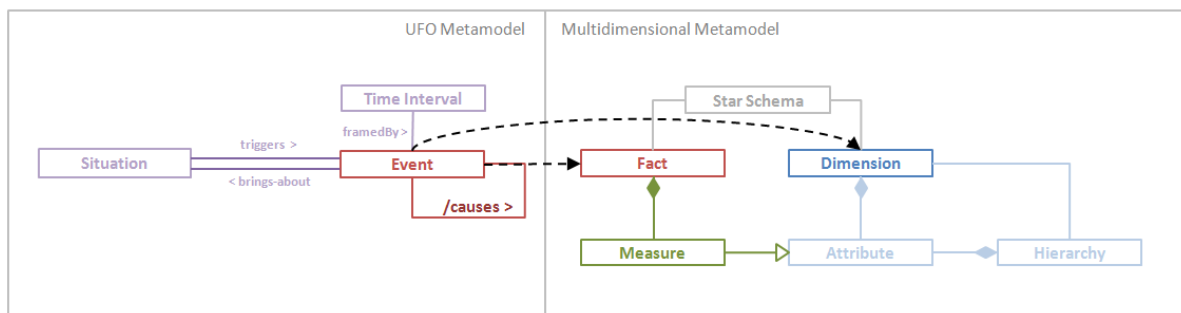 UFO Metamodel
Multidimensional Metamodel
Time Interval
Star Schema
framedBy >
triggers >
Situation
Event
Fact
Dimension
< brings-about
/causes >
Measure
Attribute
Hierarchy